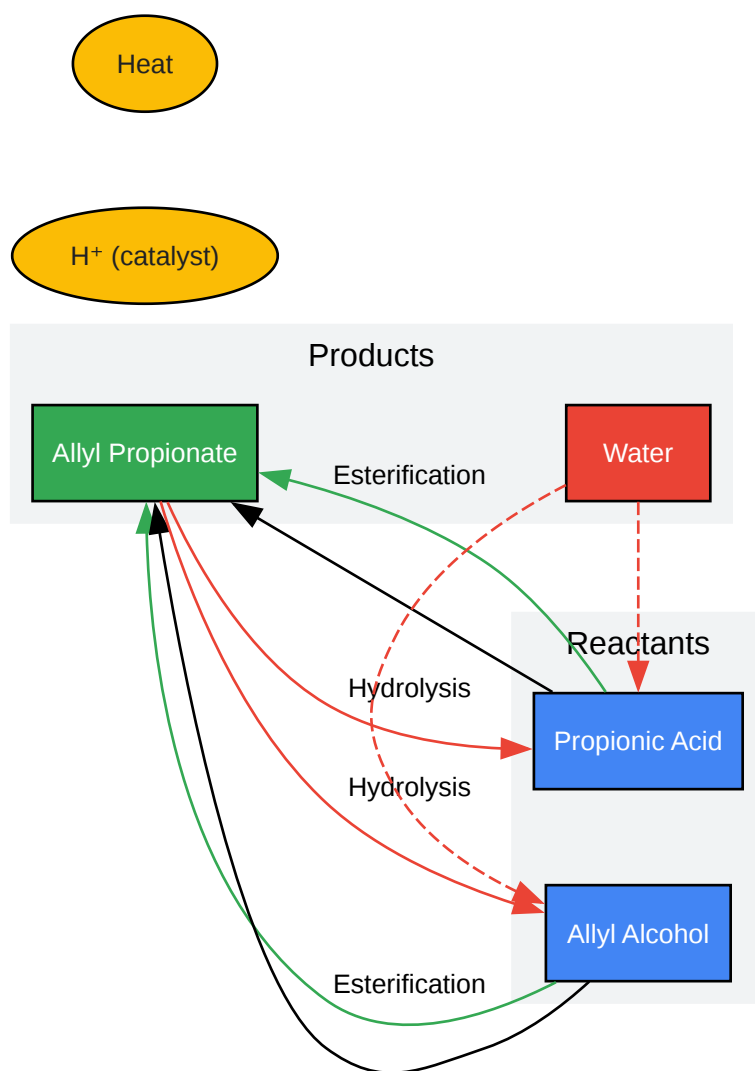 Heat
H⁺ (catalyst)
Products
Allyl Propionate
Water
Esterification
Reactants
Hydrolysis
Propionic Acid
Hydrolysis
Allyl Alcohol
Esterification